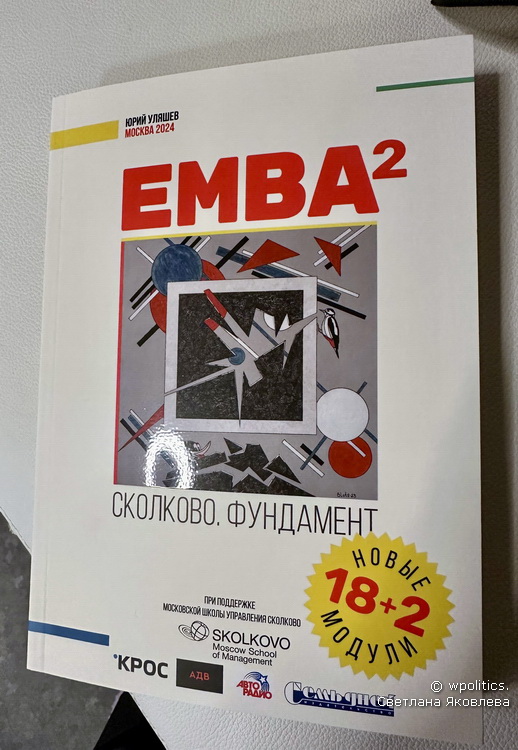 ЮРИЙ УЛЯШЕВ
МОСКВА 2024
EMBA²
СКОЛКОВО. ФУНДАМЕНТ
НОВЫЕ
18+2
МОДУЛИ
ПРИ ПОДДЕРЖКЕ
МОСКОВСКОЙ ШКОЛЫ УПРАВЛЕНИЯ СКОЛКОВО
SKOLKOVO
Moscow School
of Management
КРОС
АДВ
АВТО
РАДИО
© wpolitics.
Светлана Яковлева